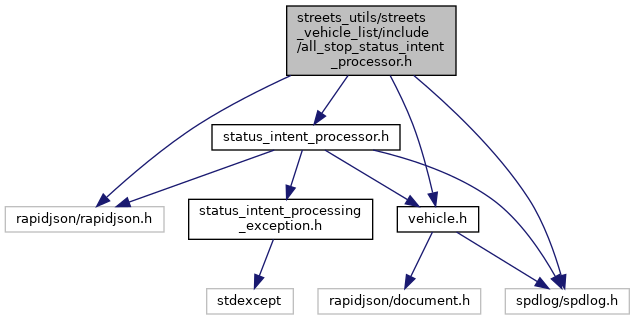 streets_utils/streets
_vehicle_list/include
/all_stop_status_intent
_processor.h
status_intent_processor.h
rapidjson/rapidjson.h
status_intent_processing
_exception.h
vehicle.h
stdexcept
rapidjson/document.h
spdlog/spdlog.h